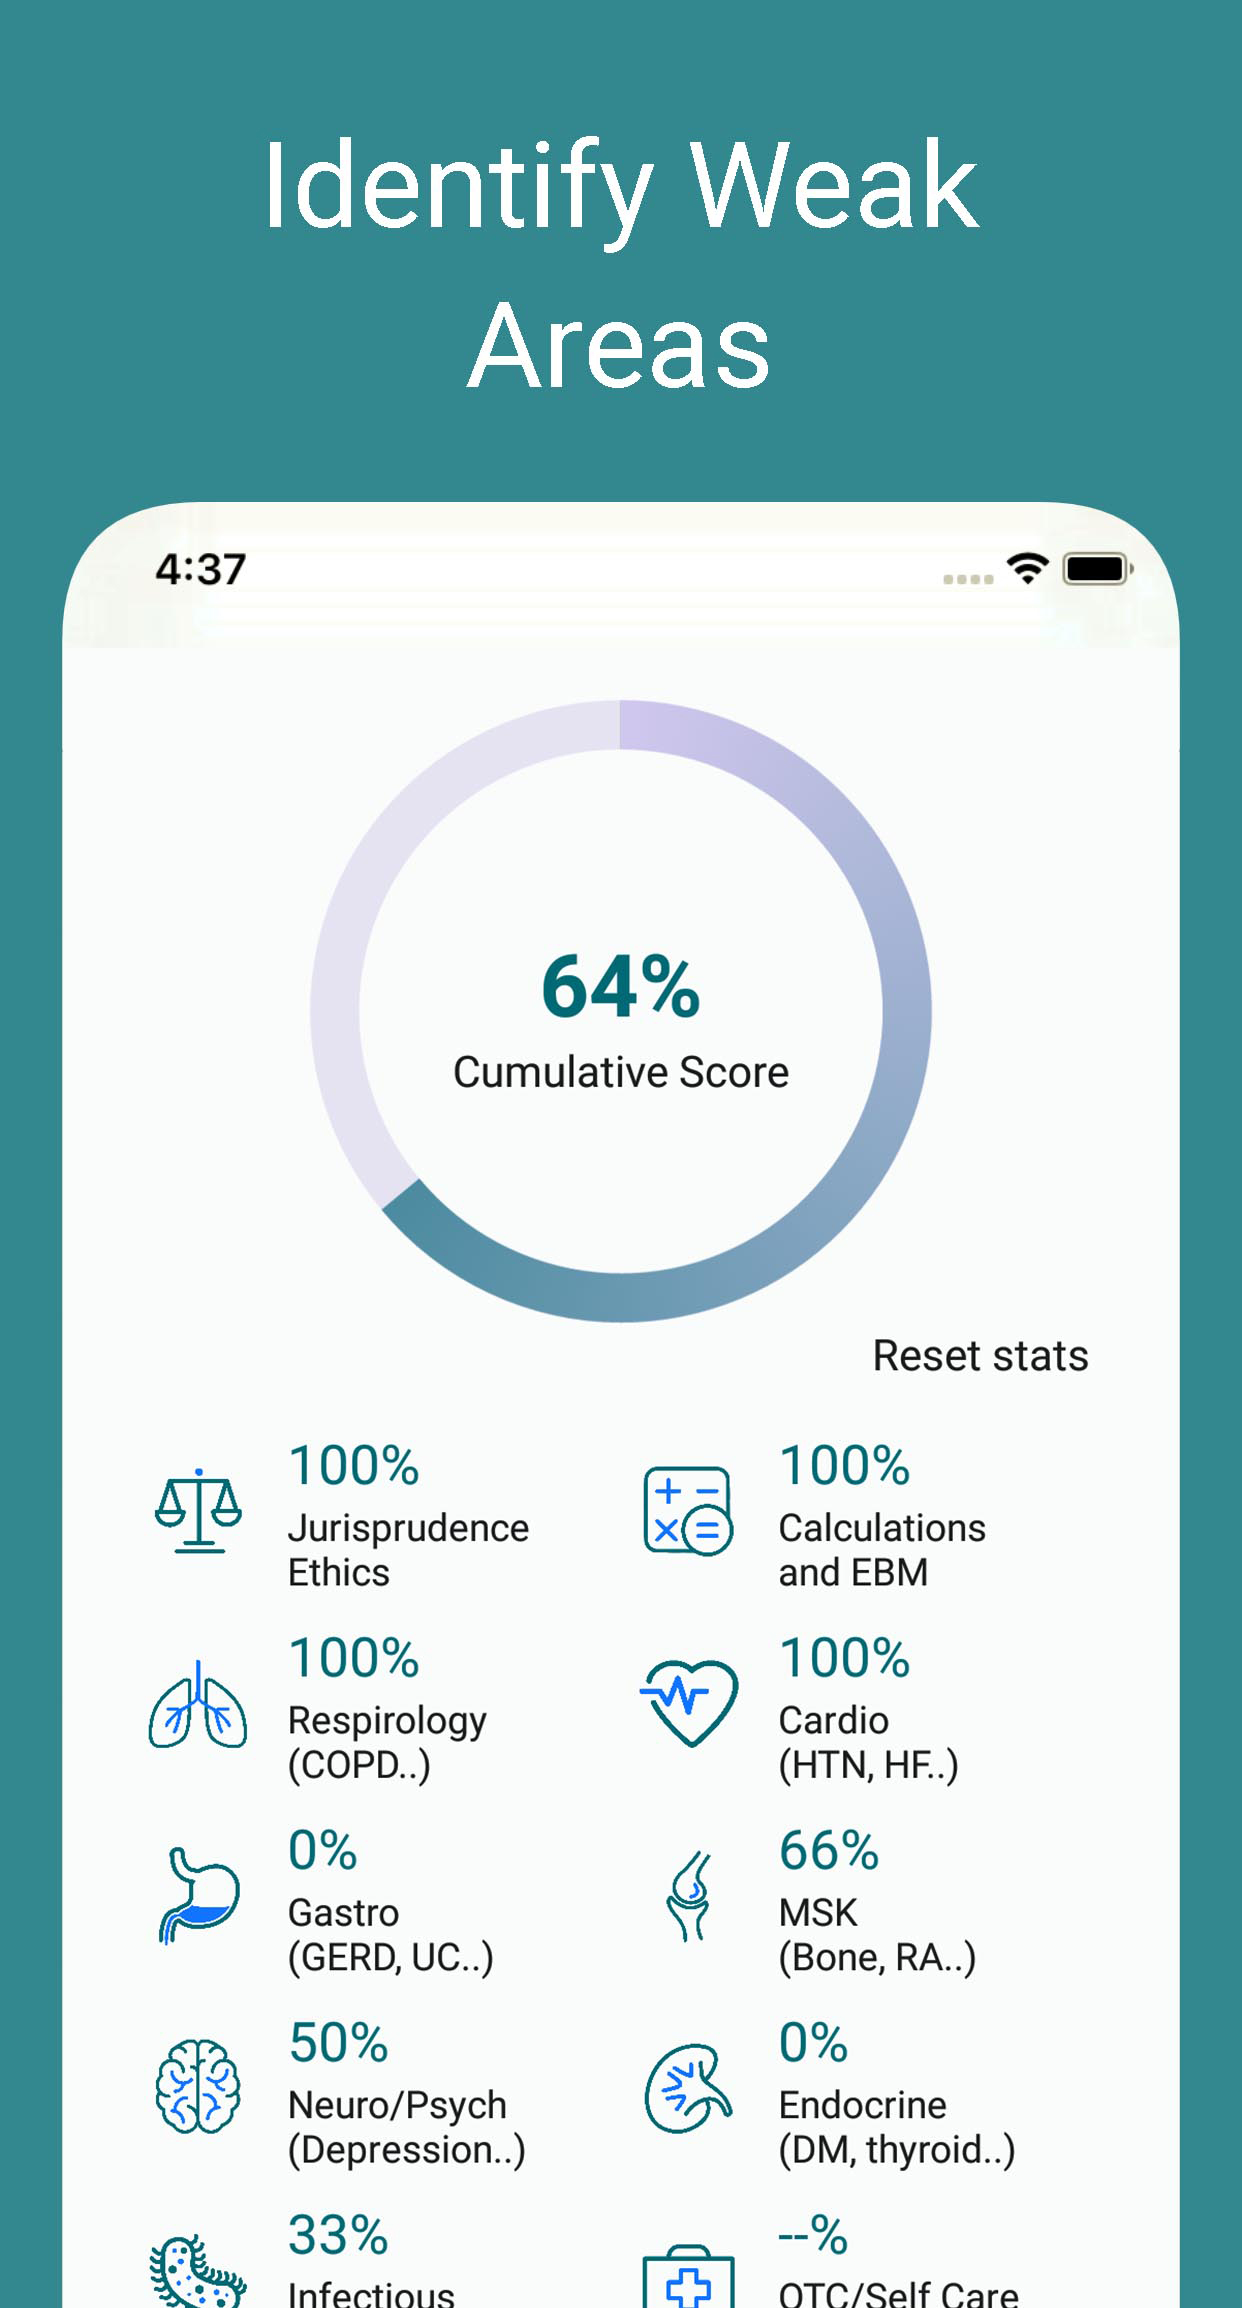 Identify Weak
Areas
4:37
64%
Cumulative Score
Reset stats
100%
Jurisprudence
Ethics
100%
Calculations
and EBM
100%
Respirology
(COPD..)
100%
Cardio
(HTN, HF..)
0%
Gastro
(GERD, UC..)
66%
MSK
(Bone, RA..)
50%
Neuro/Psych
(Depression..)
0%
Endocrine
(DM, thyroid..)
33%
Infectious
--%
OTC/Self Care